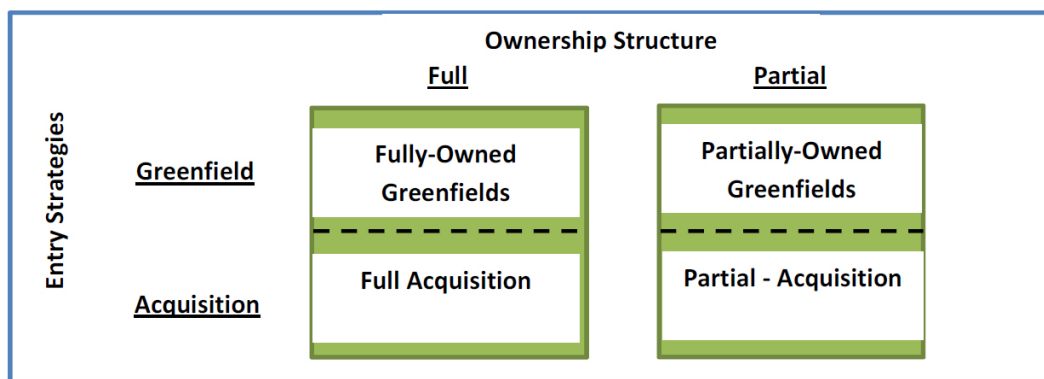 Ownership Structure
Full
Partial
Entry Strategies
Greenfield
Fully-Owned
Greenfields
Partially-Owned
Greenfields
Acquisition
Full Acquisition
Partial - Acquisition